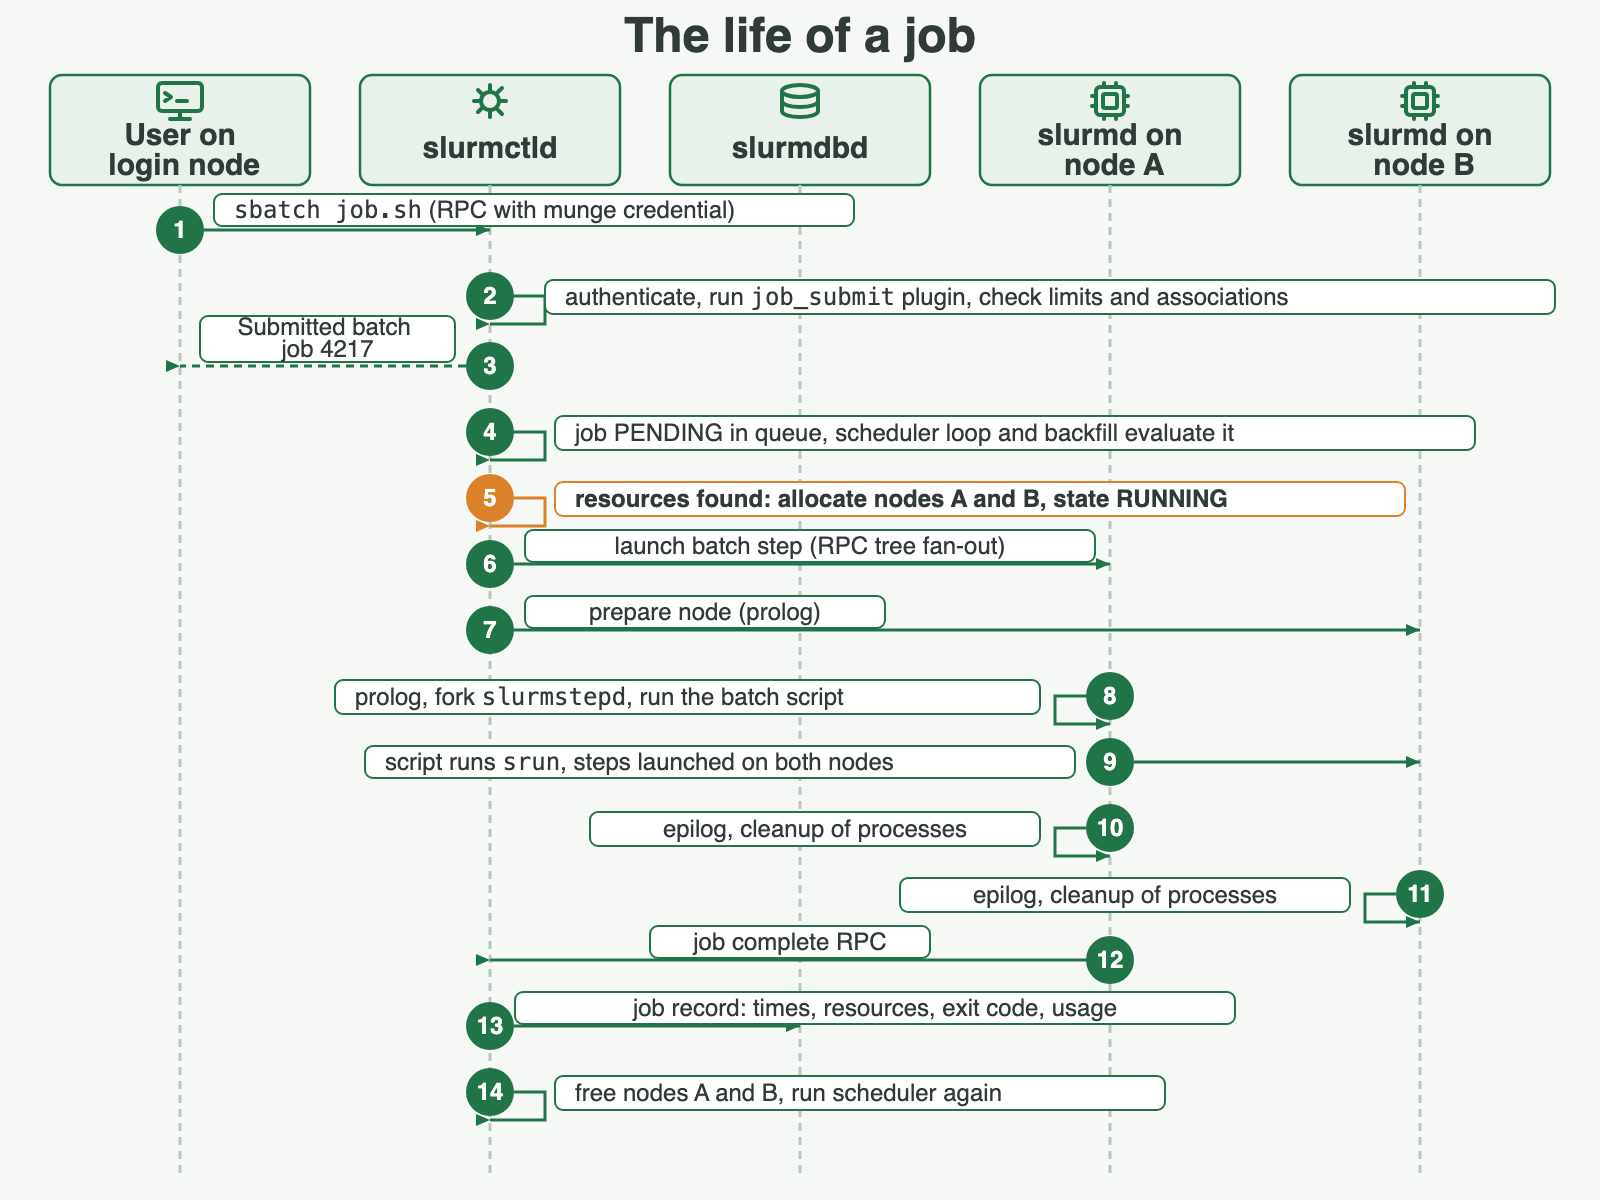 The life of a job
User on
login node
slurmctld
slurmdbd
slurmd on
node A
slurmd on
node B
1
sbatch job.sh (RPC with munge credential)
2
authenticate, run job_submit plugin, check limits and associations
Submitted batch
job 4217
3
4
job PENDING in queue, scheduler loop and backfill evaluate it
5
resources found: allocate nodes A and B, state RUNNING
6
launch batch step (RPC tree fan-out)
7
prepare node (prolog)
prolog, fork slurmstepd, run the batch script
8
script runs srun, steps launched on both nodes
9
epilog, cleanup of processes
10
epilog, cleanup of processes
11
job complete RPC
12
13
job record: times, resources, exit code, usage
14
free nodes A and B, run scheduler again